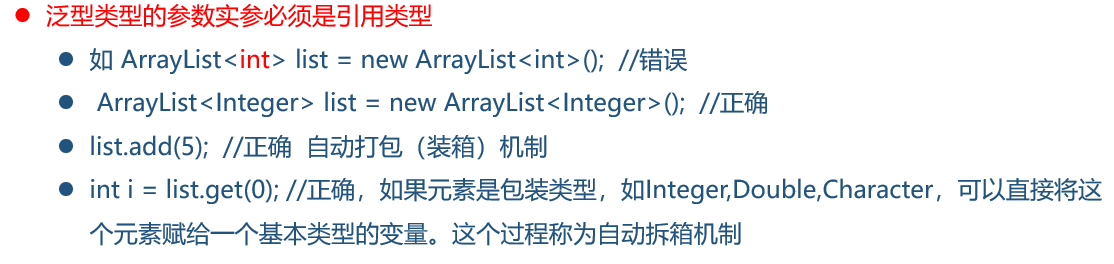 泛型类型的参数实参必须是引用类型
如 ArrayList<int> list = new ArrayList<int>(); //错误
ArrayList<Integer> list = new ArrayList<Integer>(); //正确
list.add(5); //正确 自动打包（装箱）机制
int i = list.get(0); //正确，如果元素是包装类型，如Integer,Double,Character，可以直接将这
个元素赋给一个基本类型的变量。这个过程称为自动拆箱机制